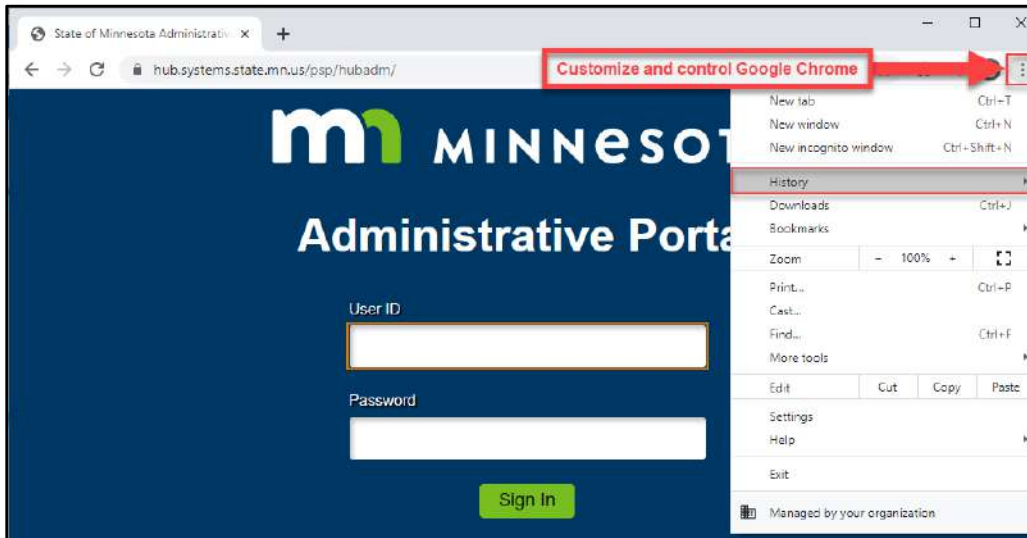 State of Minnesota Administrativ
hub.systems.state.mn.us/psp/hubadm/
Customize and control Google Chrome
mn MINNESOT
Administrative Porta
User ID
Password
Sign In
New tab Ctrl+T
New window Ctrl+N
New incognito window Ctrl+Shift+N
History
Downloads Ctrl+J
Bookmarks
Zoom - 100% +
Print... Ctrl+P
Cast...
Find... Ctrl+F
More tools
Edit Cut Copy Paste
Settings
Help
Exit
Managed by your organization